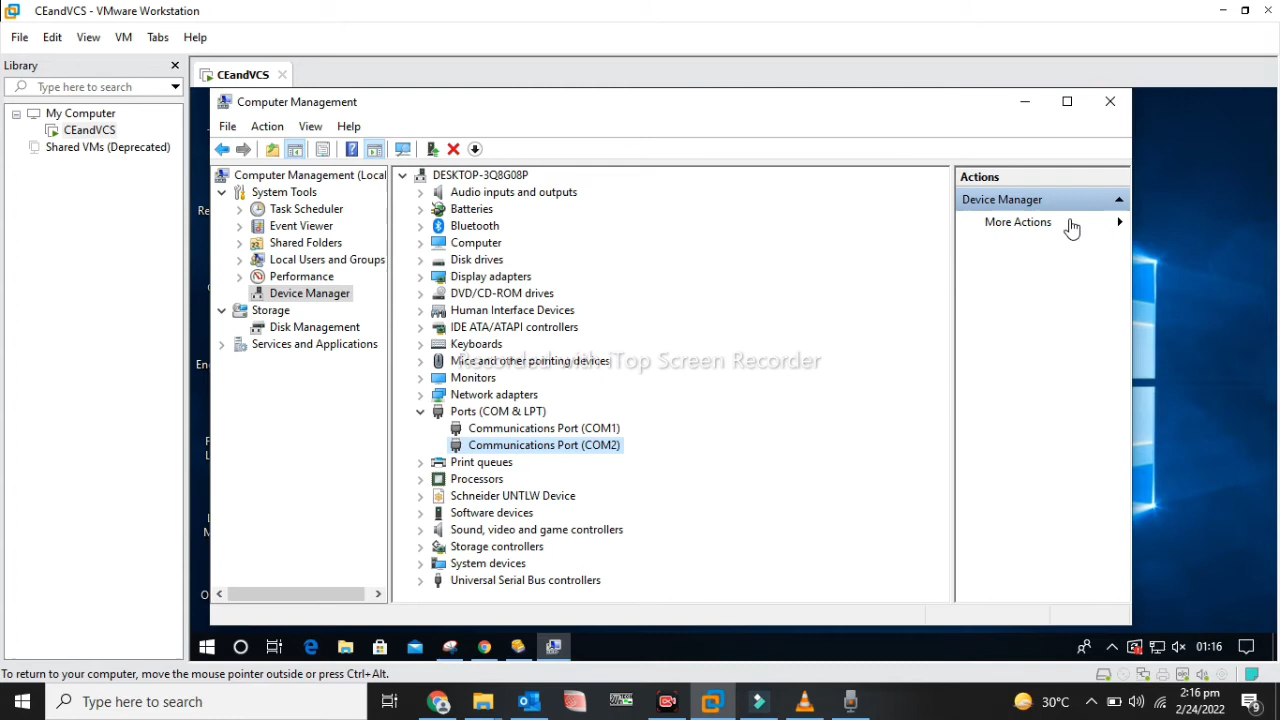 CEandVCS - VMware Workstation
File Edit View VM Tabs Help
Library
Type here to search
My Computer
CEandVCS
Shared VMs (Deprecated)
CEandVCS
Computer Management
File Action View Help
Computer Management (Local
System Tools
Task Scheduler
Event Viewer
Shared Folders
Local Users and Groups
Performance
Device Manager
Storage
Disk Management
Services and Applications
DESKTOP-3Q8G08P
Audio inputs and outputs
Batteries
Bluetooth
Computer
Disk drives
Display adapters
DVD/CD-ROM drives
Human Interface Devices
IDE ATA/ATAPI controllers
Keyboards
Mice and other pointing devices
Monitors
Network adapters
Ports (COM & LPT)
Communications Port (COM1)
Communications Port (COM2)
Print queues
Processors
Schneider UNTLW Device
Software devices
Sound, video and game controllers
Storage controllers
System devices
Universal Serial Bus controllers
Actions
Device Manager
More Actions
Recorded with iTop Screen Recorder
01:16
To return to your computer, move the mouse pointer outside or press Ctrl+Alt.
Type here to search
30°C
2:16 pm
2/24/2022
9